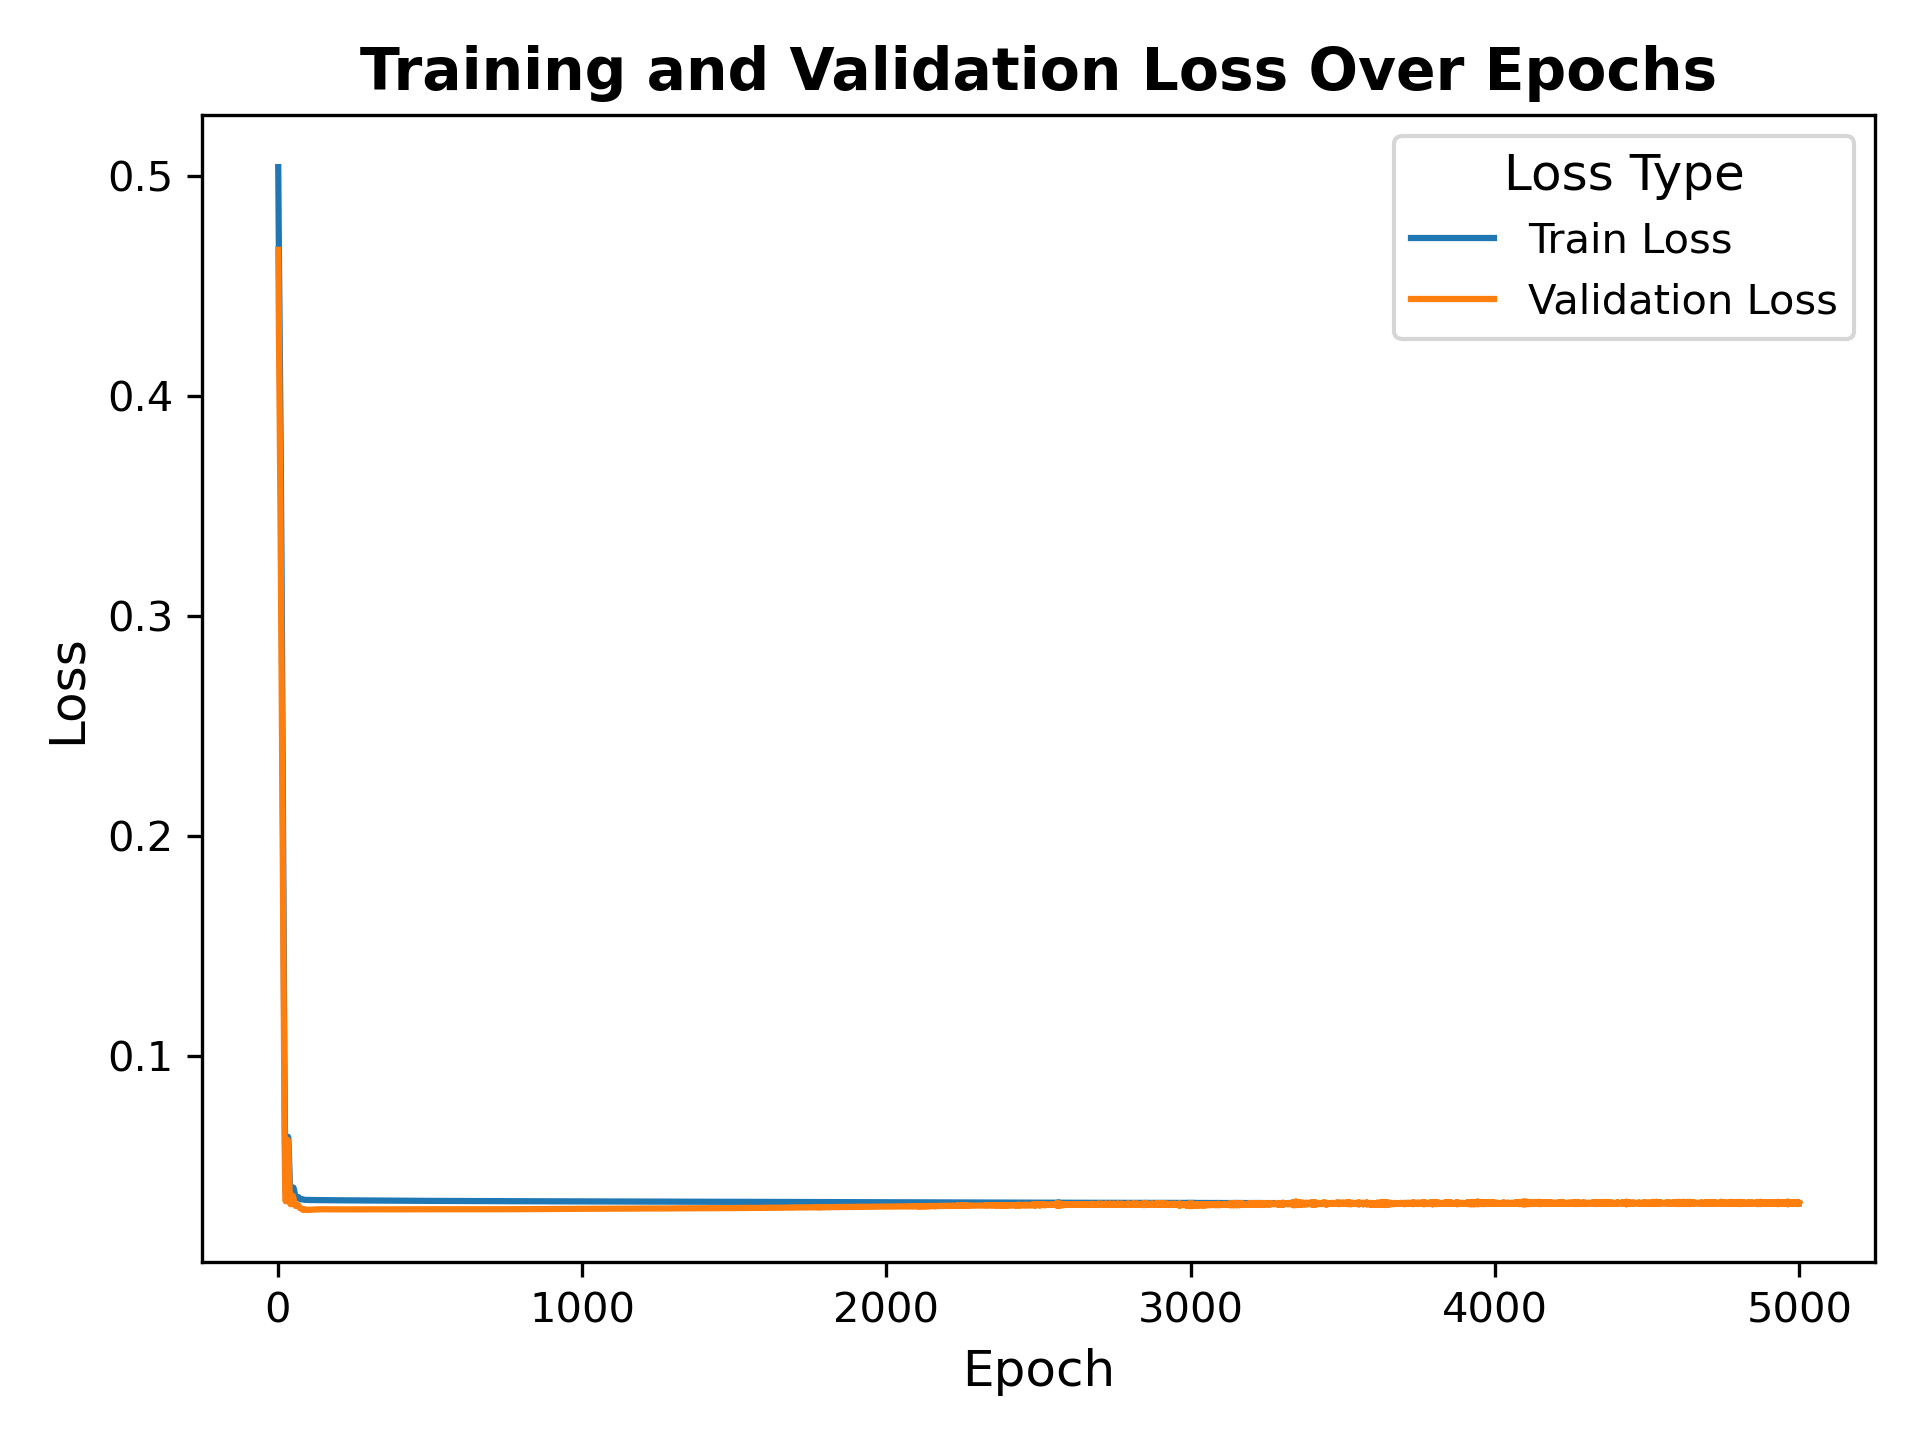 Training and Validation Loss Over Epochs
Loss Type
Train Loss
Validation Loss
0.5
0.4
0.3
0.2
0.1
Loss
0 1000 2000 3000 4000 5000
Epoch